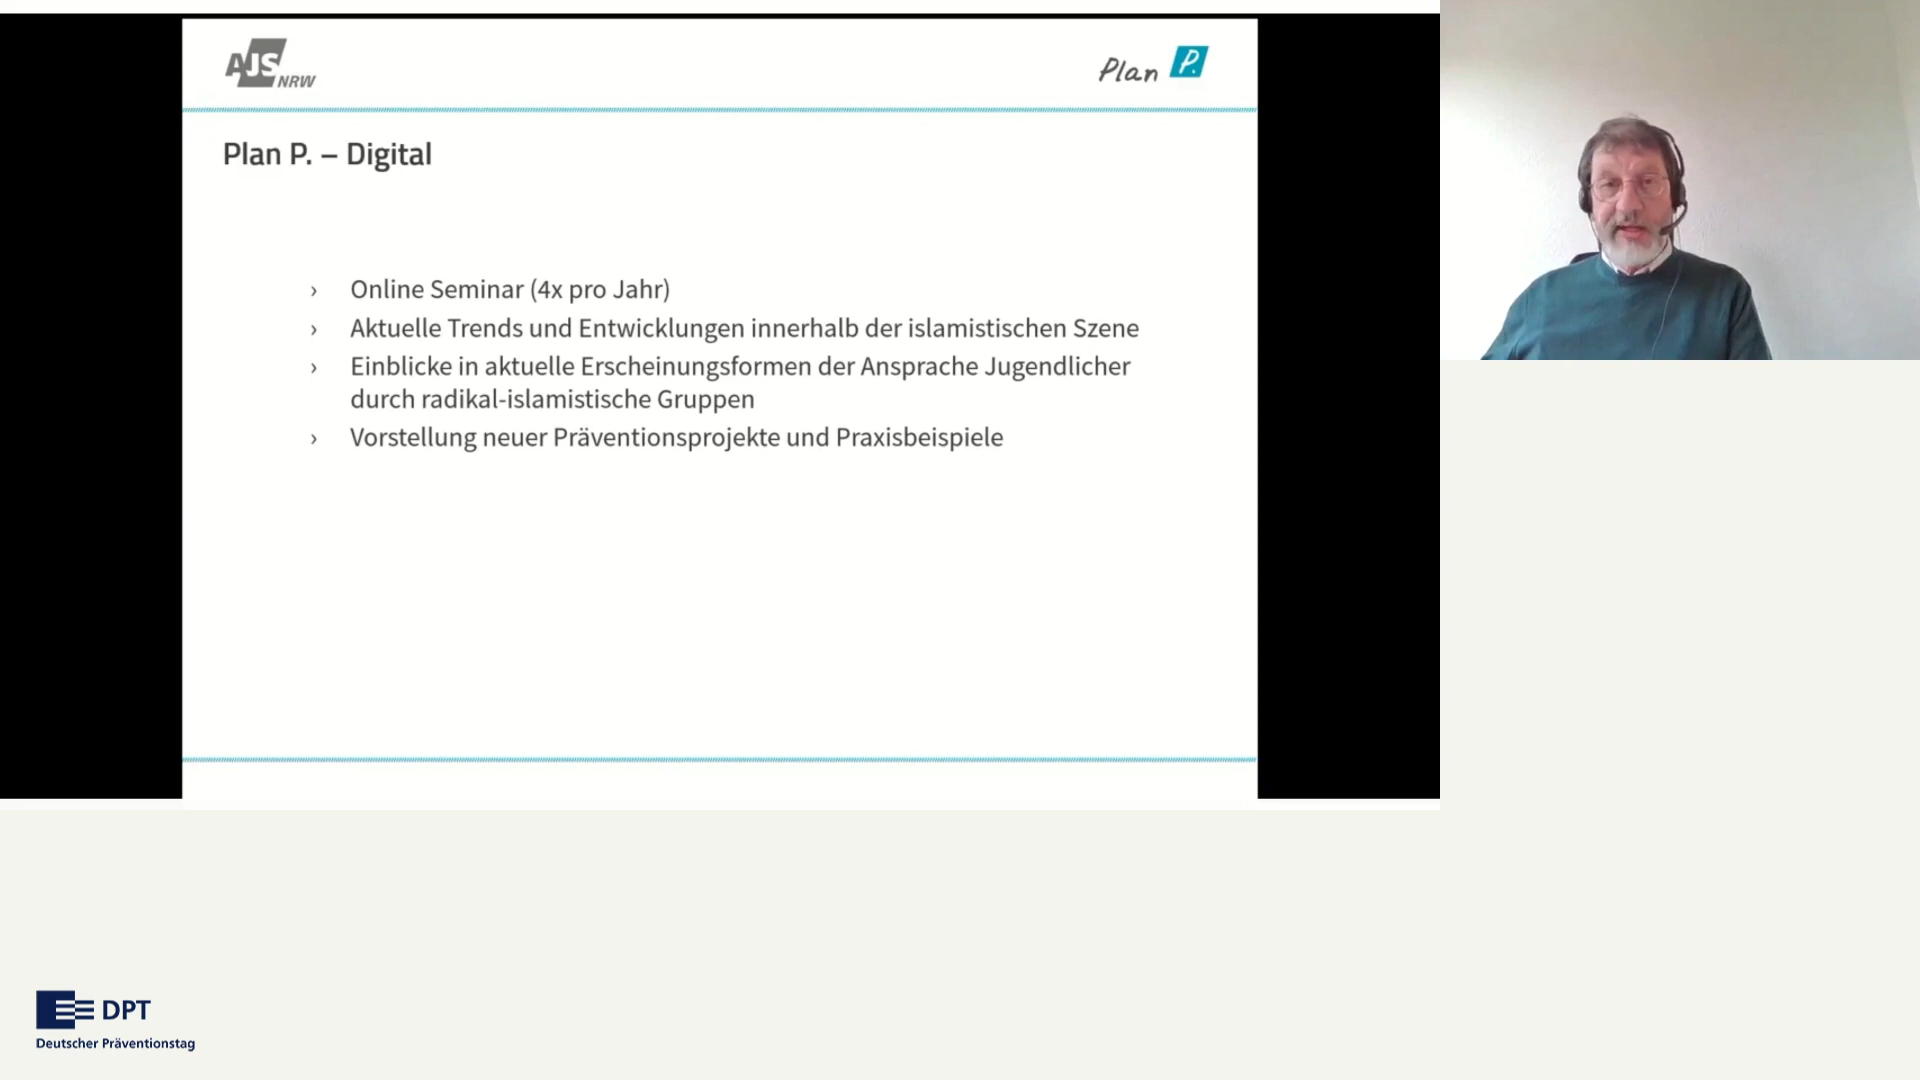 AJS NRW
Plan P.
Plan P. – Digital
› Online Seminar (4x pro Jahr)
› Aktuelle Trends und Entwicklungen innerhalb der islamistischen Szene
› Einblicke in aktuelle Erscheinungsformen der Ansprache Jugendlicher
durch radikal-islamistische Gruppen
› Vorstellung neuer Präventionsprojekte und Praxisbeispiele
DPT
Deutscher Präventionstag